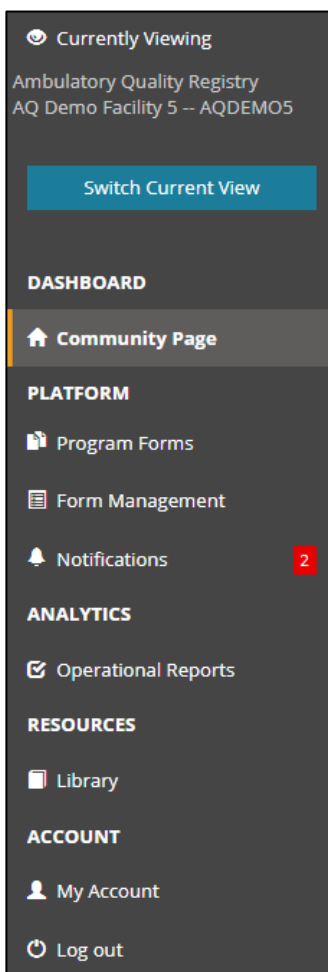 Currently Viewing
Ambulatory Quality Registry
AQ Demo Facility 5 -- AQDEMO5
Switch Current View
DASHBOARD
Community Page
PLATFORM
Program Forms
Form Management
Notifications 2
ANALYTICS
Operational Reports
RESOURCES
Library
ACCOUNT
My Account
Log out